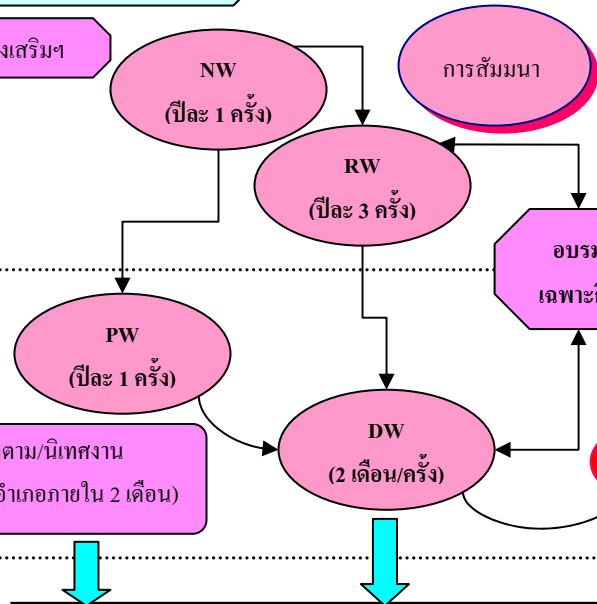 งเสริมฯ
NW
(ปีละ 1 ครั้ง)
การสัมมนา
RW
(ปีละ 3 ครั้ง)
อบรม
เฉพาะ
PW
(ปีละ 1 ครั้ง)
DW
(2 เดือน/ครั้ง)
ตาม/นิเทศงาน
อำเภอภายใน 2 เดือน)